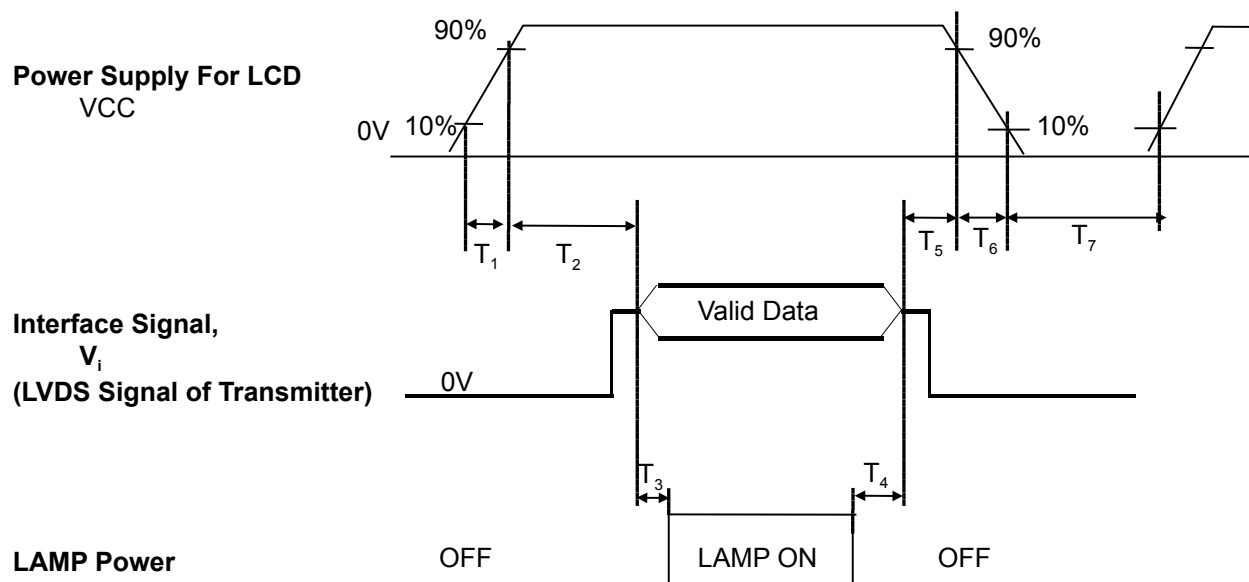 90%
90%
Power Supply For LCD
VCC
0V
10%
10%
T1
T2
T5
T6
T7
Interface Signal,
Vi
(LVDS Signal of Transmitter)
Valid Data
0V
T3
T4
LAMP Power
OFF
LAMP ON
OFF